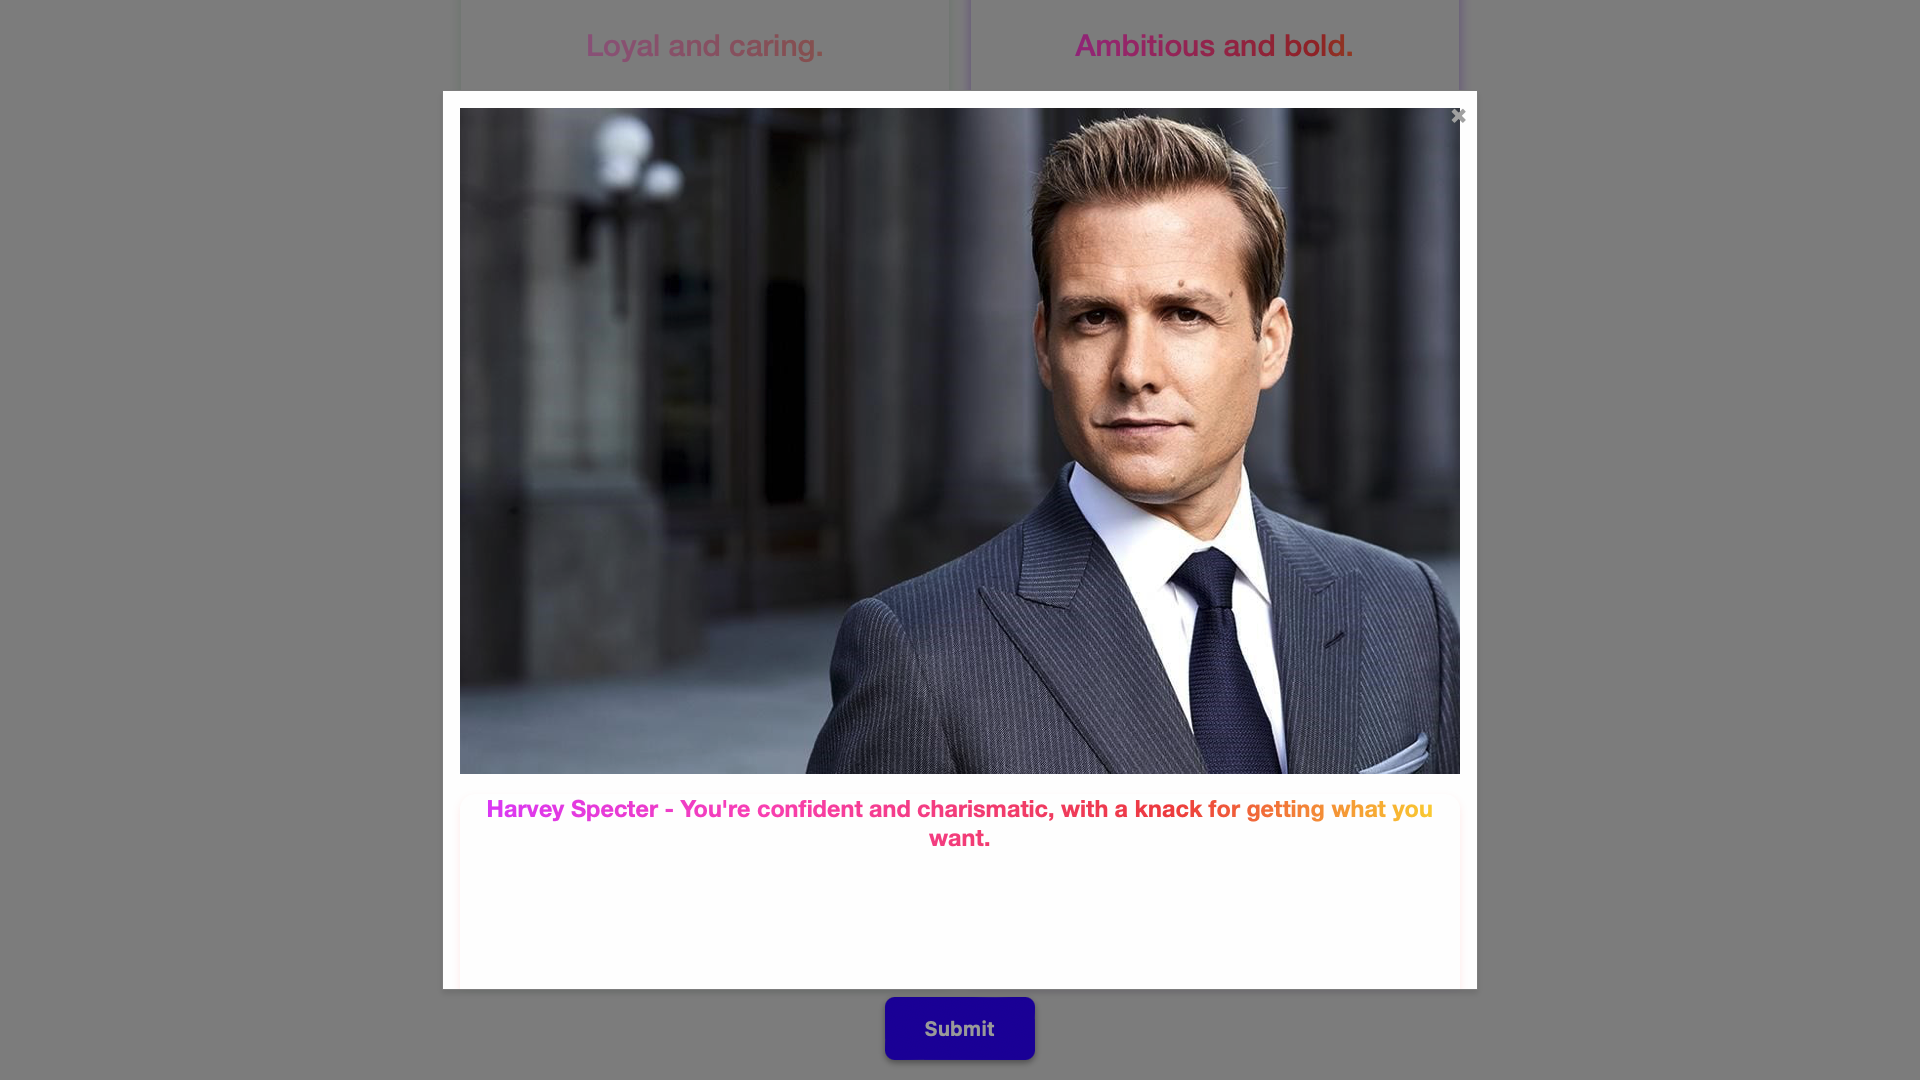 Loyal and caring.
Ambitious and bold.
Harvey Specter - You're confident and charismatic, with a knack for getting what you
want.
Submit